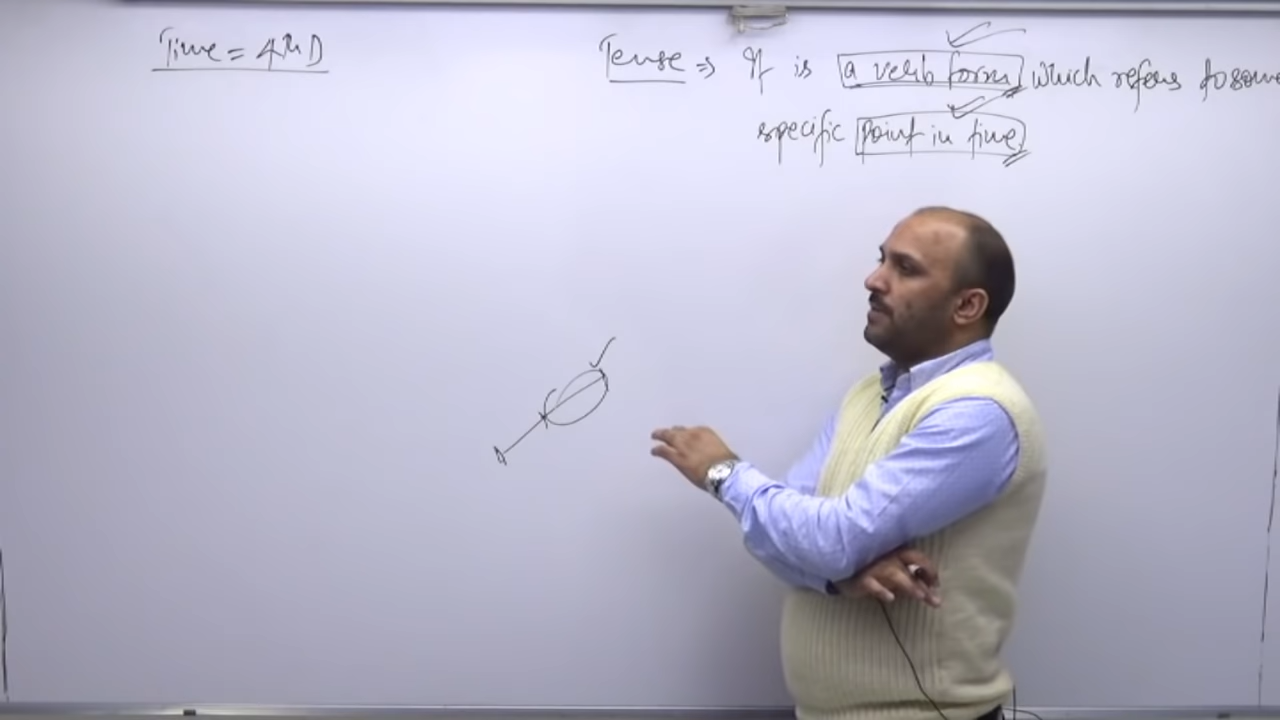 Time = 4th D
Tense ⇒ It is a verb form which refers to some
specific point in time.